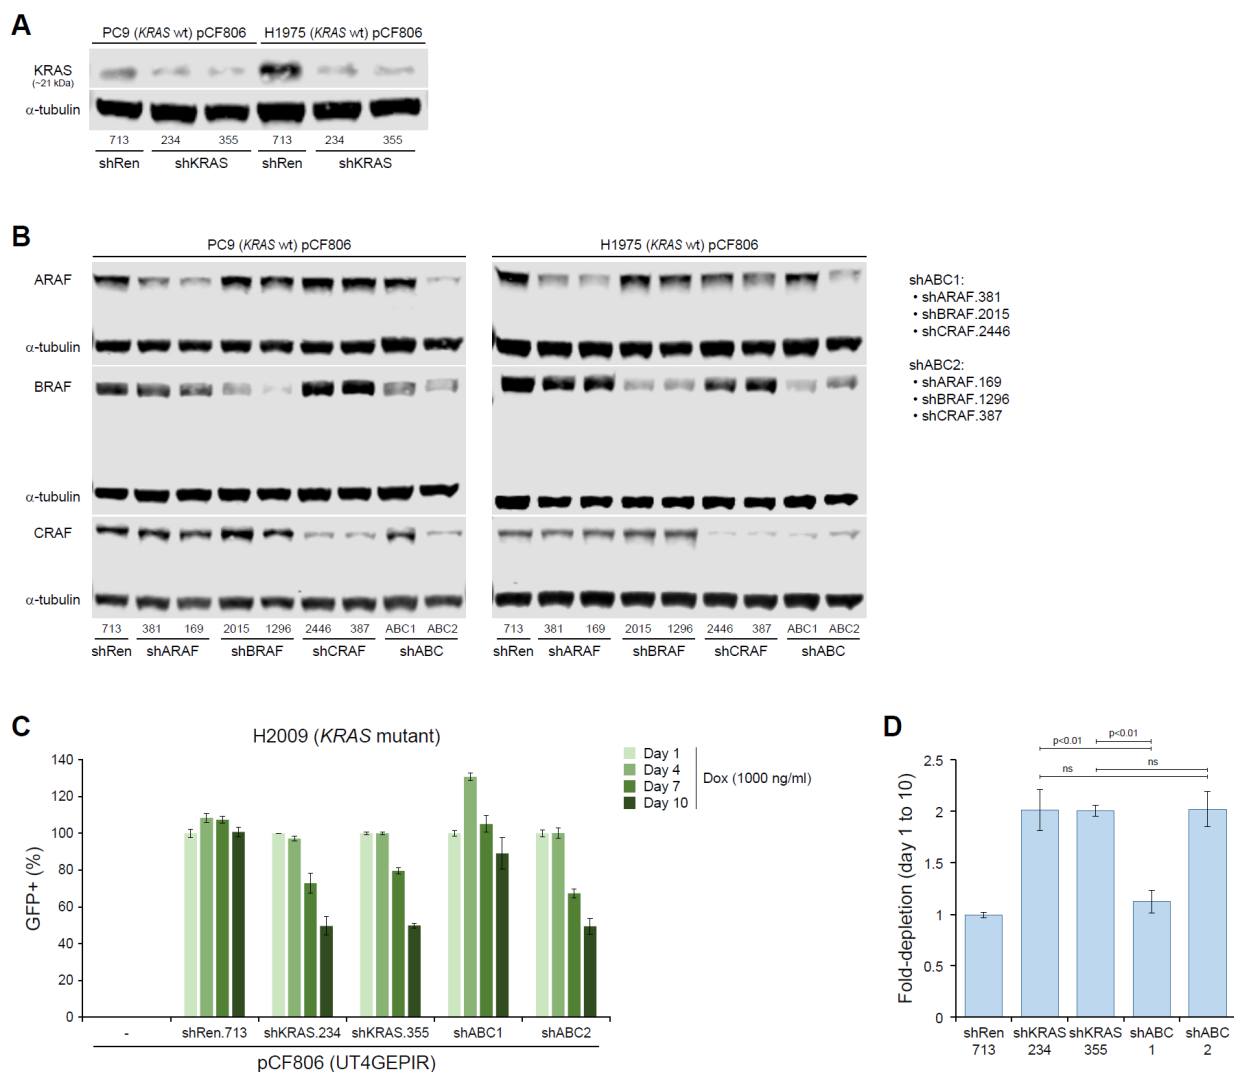 A
PC9 (KRAS wt) pCF806 H1975 (KRAS wt) pCF806
KRAS
(~21 kDa)
α-tubulin
713 234 355 713 234 355
shRen shKRAS shRen shKRAS
B
PC9 (KRAS wt) pCF806 H1975 (KRAS wt) pCF806
ARAF
α-tubulin
BRAF
α-tubulin
CRAF
α-tubulin
713 381 169 2015 1296 2446 387 ABC1 ABC2 713 381 169 2015 1296 2446 387 ABC1 ABC2
shRen shARAF shBRAF shCRAF shABC shRen shARAF shBRAF shCRAF shABC
shABC1:
• shARAF.381
• shBRAF.2015
• shCRAF.2446
shABC2:
• shARAF.169
• shBRAF.1296
• shCRAF.387
C
H2009 (KRAS mutant)
Day 1
Day 4
Day 7
Day 10
Dox (1000 ng/ml)
GFP+ (%)
140
120
100
80
60
40
20
0
- shRen.713 shKRAS.234 shKRAS.355 shABC1 shABC2
pCF806 (UT4GEPIR)
D
p<0.01
p<0.01
ns
ns
Fold-depletion (day 1 to 10)
2.5
2
1.5
1
0.5
0
shRen shKRAS shKRAS shABC shABC
713 234 355 1 2